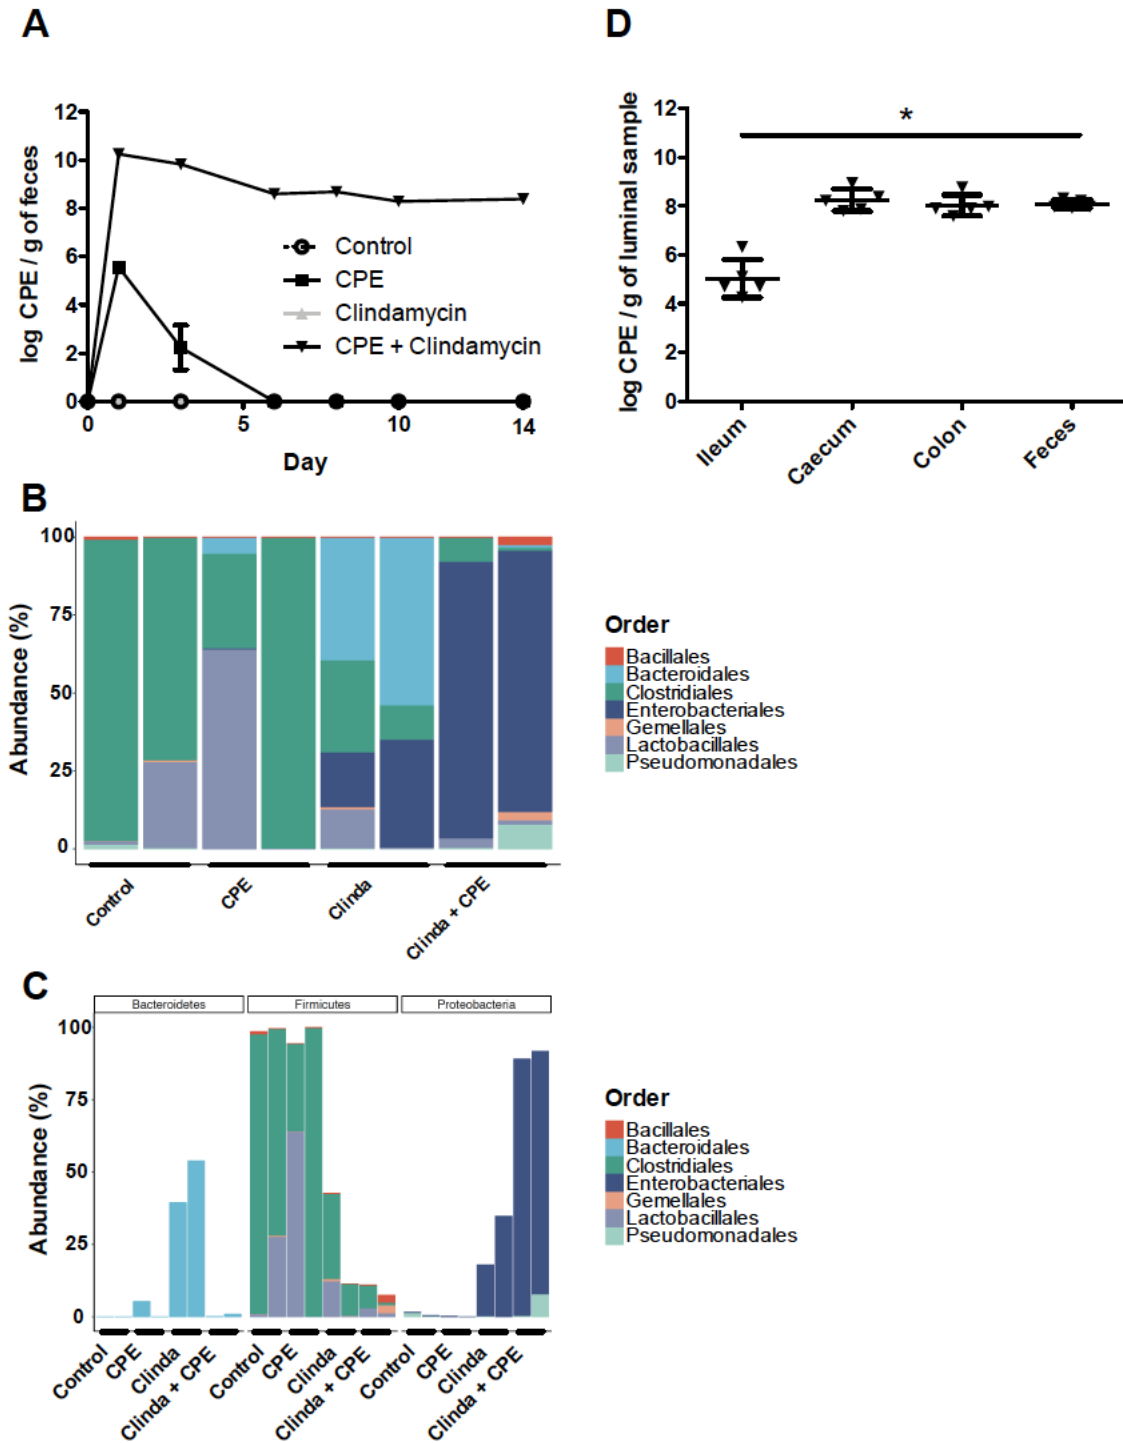 A
log CPE / g of feces
12
10
8
6
4
2
0
0
5
10
14
Day
Control
CPE
Clindamycin
CPE + Clindamycin
D
log CPE / g of luminal sample
12
10
8
6
4
2
0
*
Ileum
Caecum
Colon
Feces
B
Abundance (%)
100
75
50
25
0
Control
CPE
Clinda
Clinda + CPE
Order
Bacillales
Bacteroidales
Clostridiales
Enterobacteriales
Gemellales
Lactobacillales
Pseudomonadales
C
Bacteroidetes
Firmicutes
Proteobacteria
Abundance (%)
100
75
50
25
0
Control
CPE
Clinda
Clinda + CPE
Control
CPE
Clinda
Clinda + CPE
Control
CPE
Clinda
Clinda + CPE
Order
Bacillales
Bacteroidales
Clostridiales
Enterobacteriales
Gemellales
Lactobacillales
Pseudomonadales